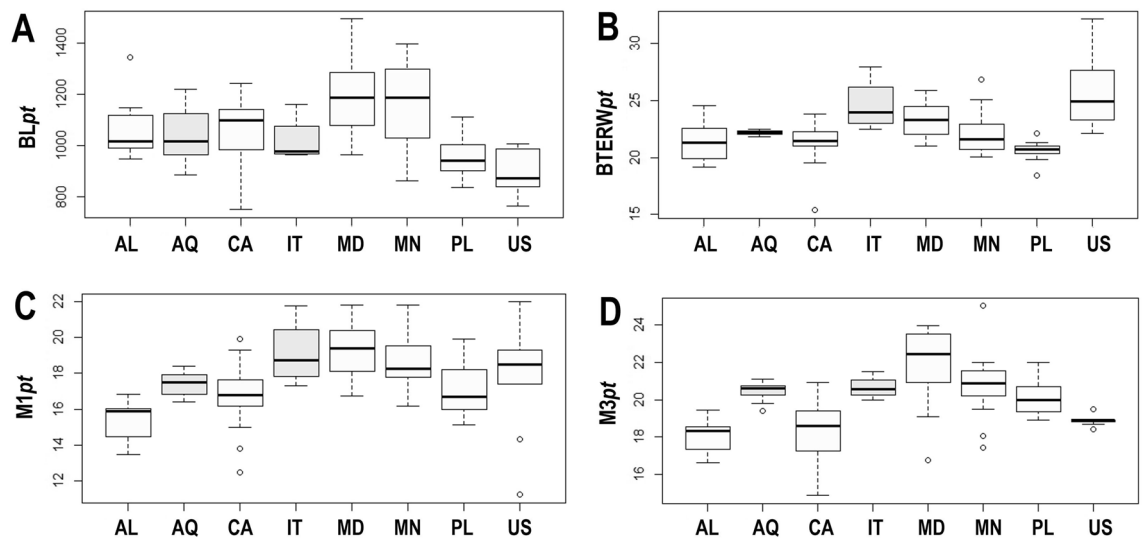 A
BLpt
1400
1200
1000
800
AL AQ CA IT MD MN PL US
B
BTERWpt
30
25
20
15
AL AQ CA IT MD MN PL US
C
M1pt
22
20
18
16
14
12
AL AQ CA IT MD MN PL US
D
M3pt
24
22
20
18
16
AL AQ CA IT MD MN PL US